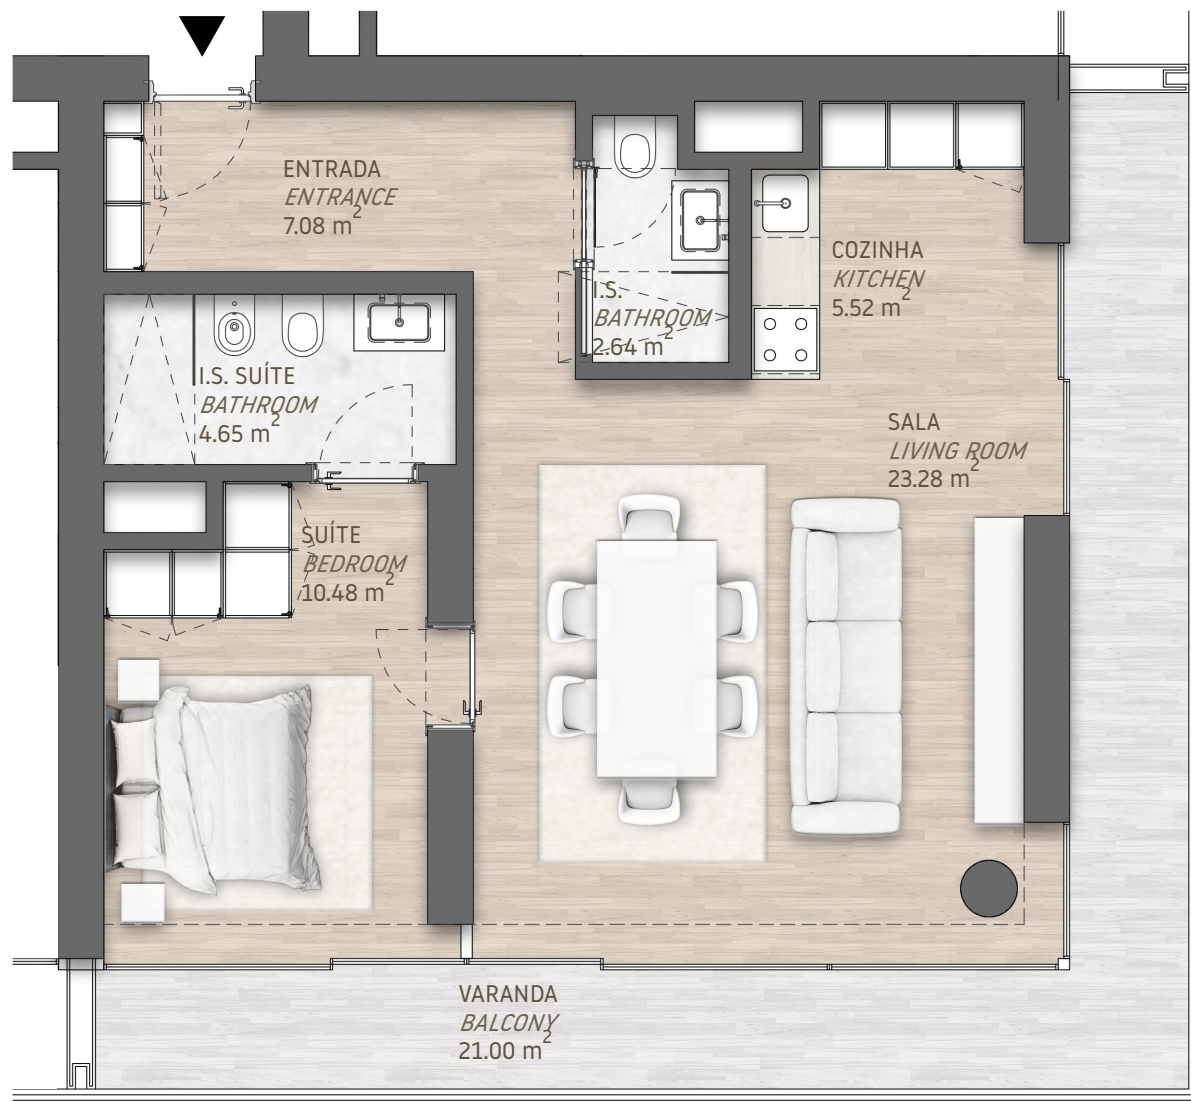 ENTRADA
ENTRANCE
7.08 m²
I.S.
BATHROOM
2.64 m²
COZINHA
KITCHEN
5.52 m²
I.S. SUÍTE
BATHROOM
4.65 m²
SALA
LIVING ROOM
23.28 m²
SUÍTE
BEDROOM
10.48 m²
VARANDA
BALCONY
21.00 m²